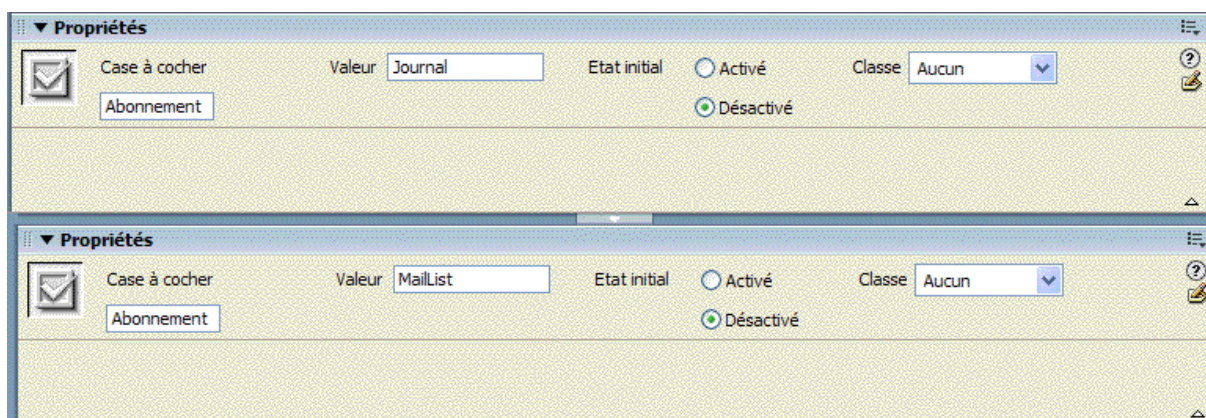 Propriétés
Case à cocher Valeur Journal Etat initial Activé Classe Aucun
Abonnement Désactivé
Propriétés
Case à cocher Valeur MailList Etat initial Activé Classe Aucun
Abonnement Désactivé